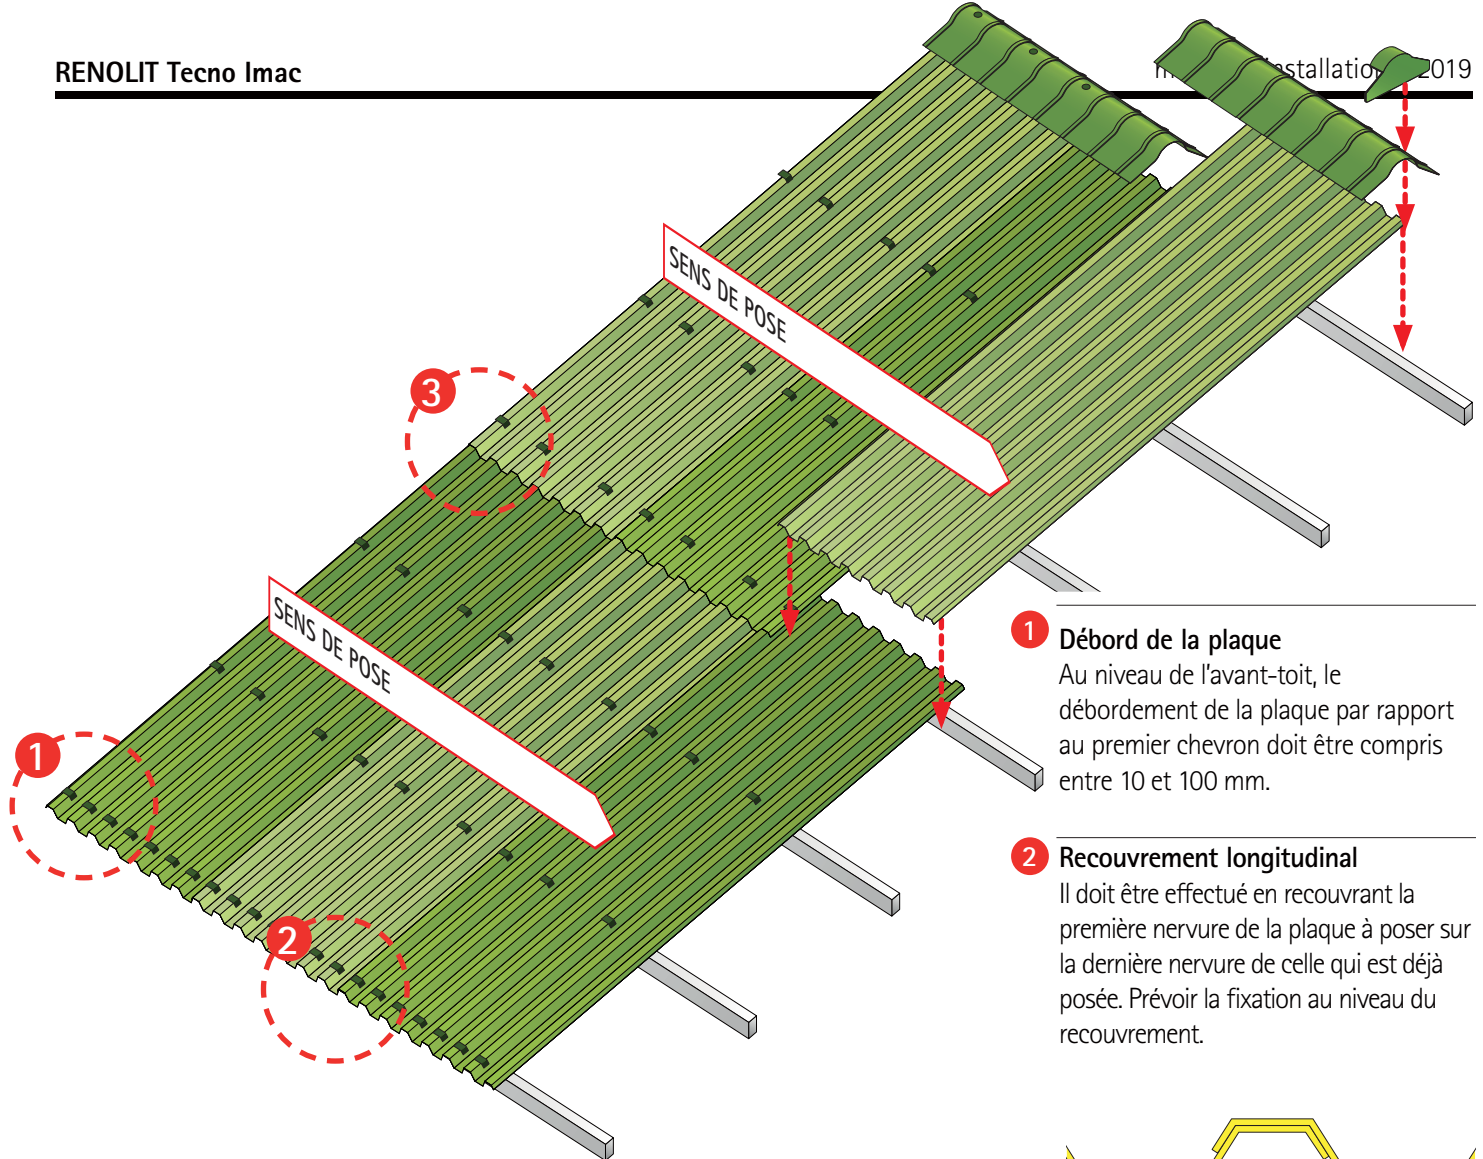 RENOLIT Tecno Imac
2019
SENS DE POSE
3
SENS DE POSE
1
2
1 Débord de la plaque
Au niveau de l'avant-toit, le
débordement de la plaque par rapport
au premier chevron doit être compris
entre 10 et 100 mm.
2 Recouvrement longitudinal
Il doit être effectué en recouvrant la
première nervure de la plaque à poser sur
la dernière nervure de celle qui est déjà
posée. Prévoir la fixation au niveau du
recouvrement.